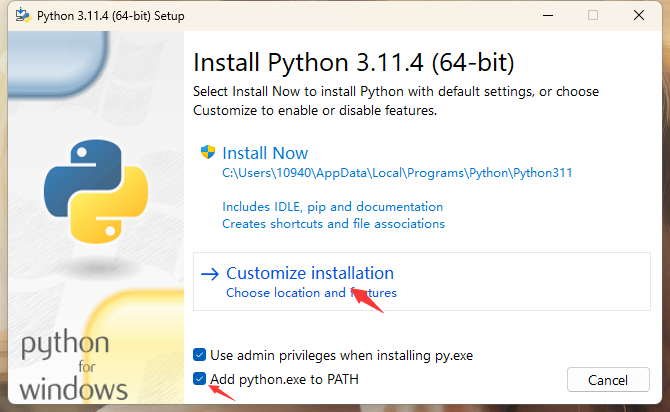 Python 3.11.4 (64-bit) Setup
Install Python 3.11.4 (64-bit)
Select Install Now to install Python with default settings, or choose
Customize to enable or disable features.
Install Now
C:\Users\10940\AppData\Local\Programs\Python\Python311
Includes IDLE, pip and documentation
Creates shortcuts and file associations
Customize installation
Choose location and features
Use admin privileges when installing py.exe
Add python.exe to PATH
Cancel
python
for
windows